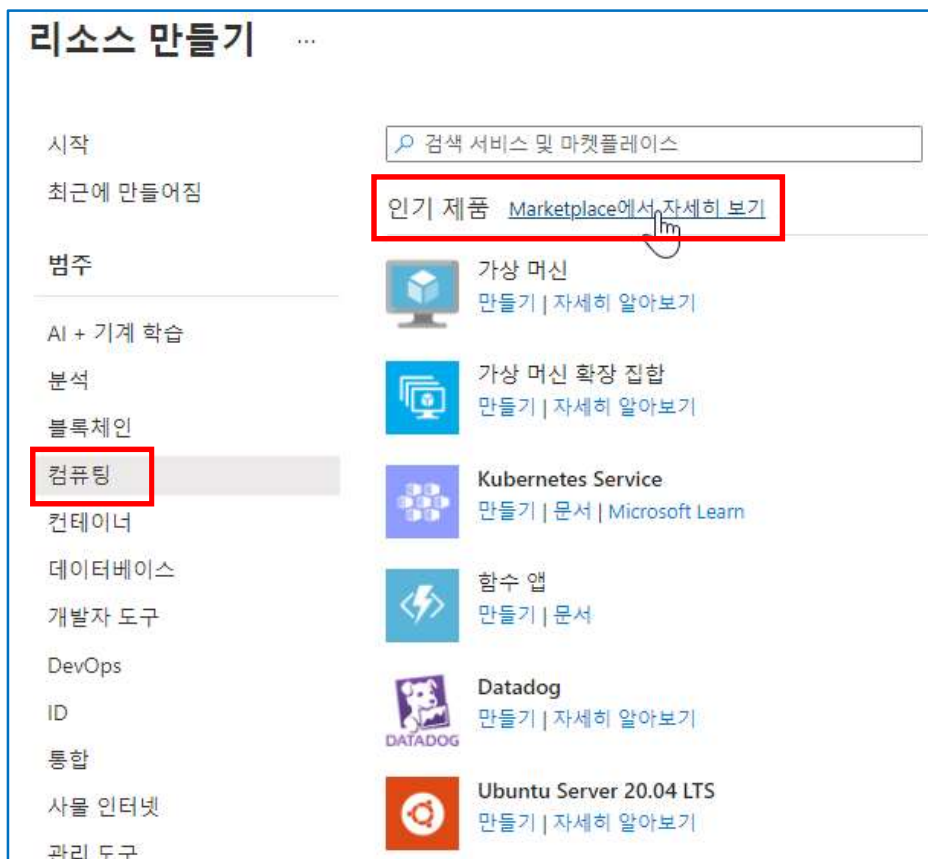 리소스 만들기 ...
시작
최근에 만들어짐
범주
AI + 기계 학습
분석
블록체인
컴퓨팅
컨테이너
데이터베이스
개발자 도구
DevOps
ID
통합
사물 인터넷
관리 도구
검색 서비스 및 마켓플레이스
인기 제품 Marketplace에서 자세히 보기
가상 머신
만들기 | 자세히 알아보기
가상 머신 확장 집합
만들기 | 자세히 알아보기
Kubernetes Service
만들기 | 문서 | Microsoft Learn
함수 앱
만들기 | 문서
DATADOG
Datadog
만들기 | 자세히 알아보기
Ubuntu Server 20.04 LTS
만들기 | 자세히 알아보기